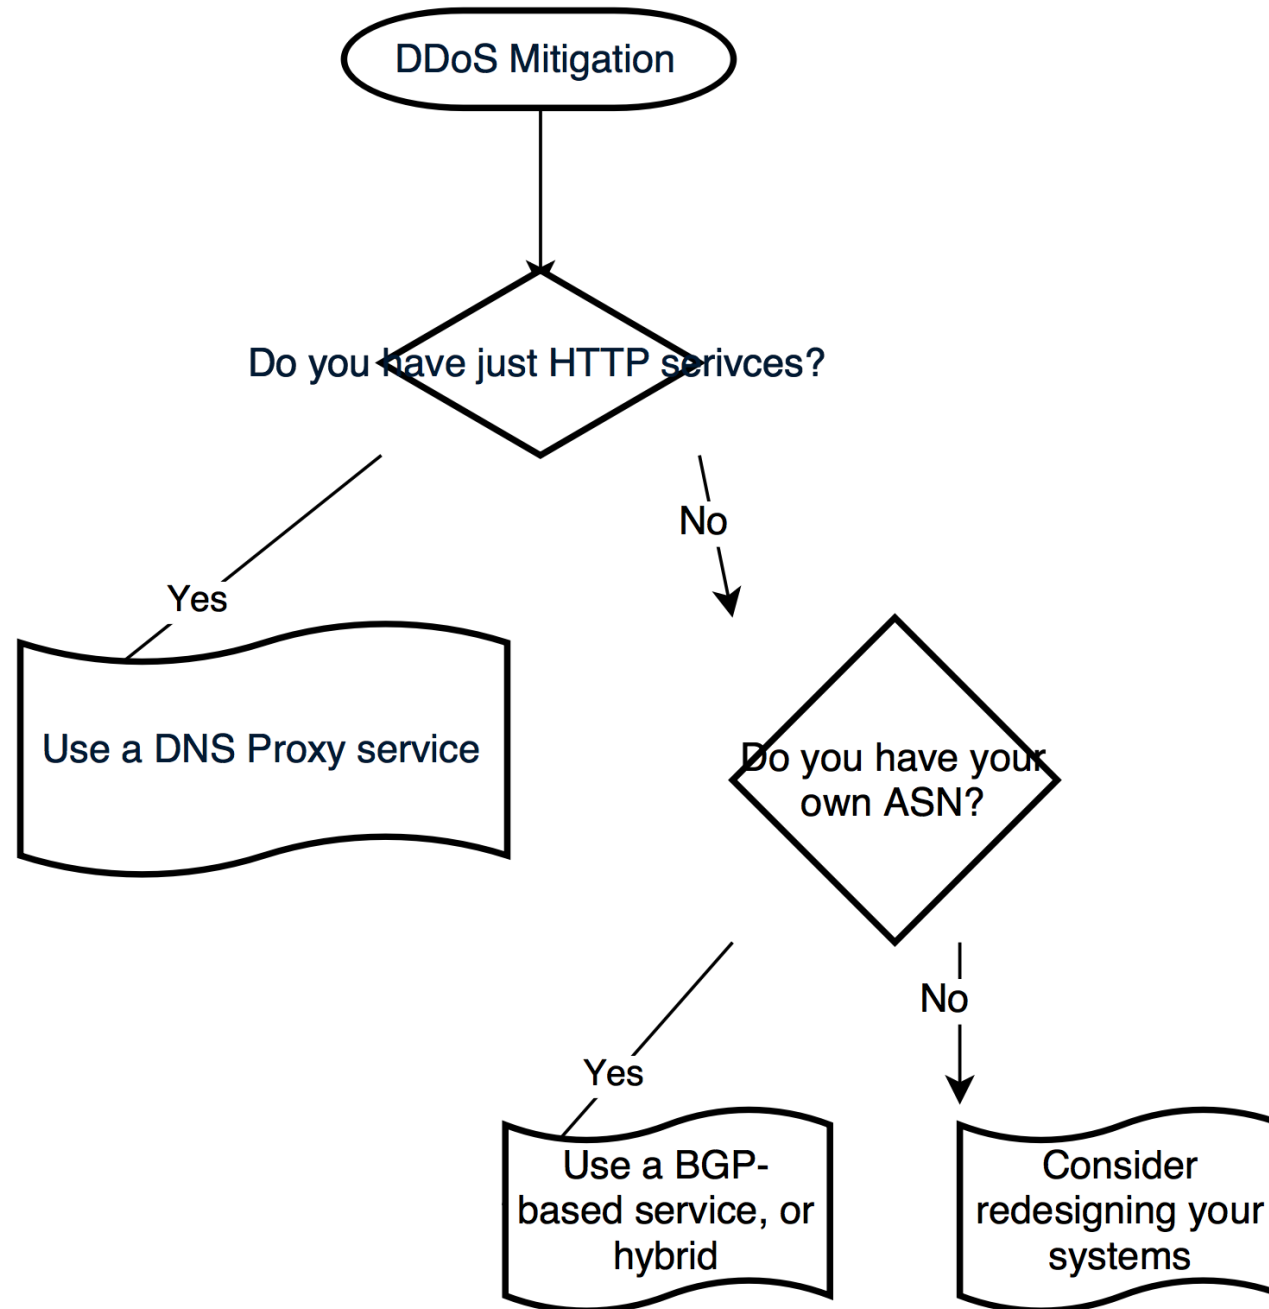 DDoS Mitigation
Do you have just HTTP serivces?
No
Yes
Use a DNS Proxy service
Do you have your
own ASN?
No
Yes
Use a BGP-
based service, or
hybrid
Consider
redesigning your
systems